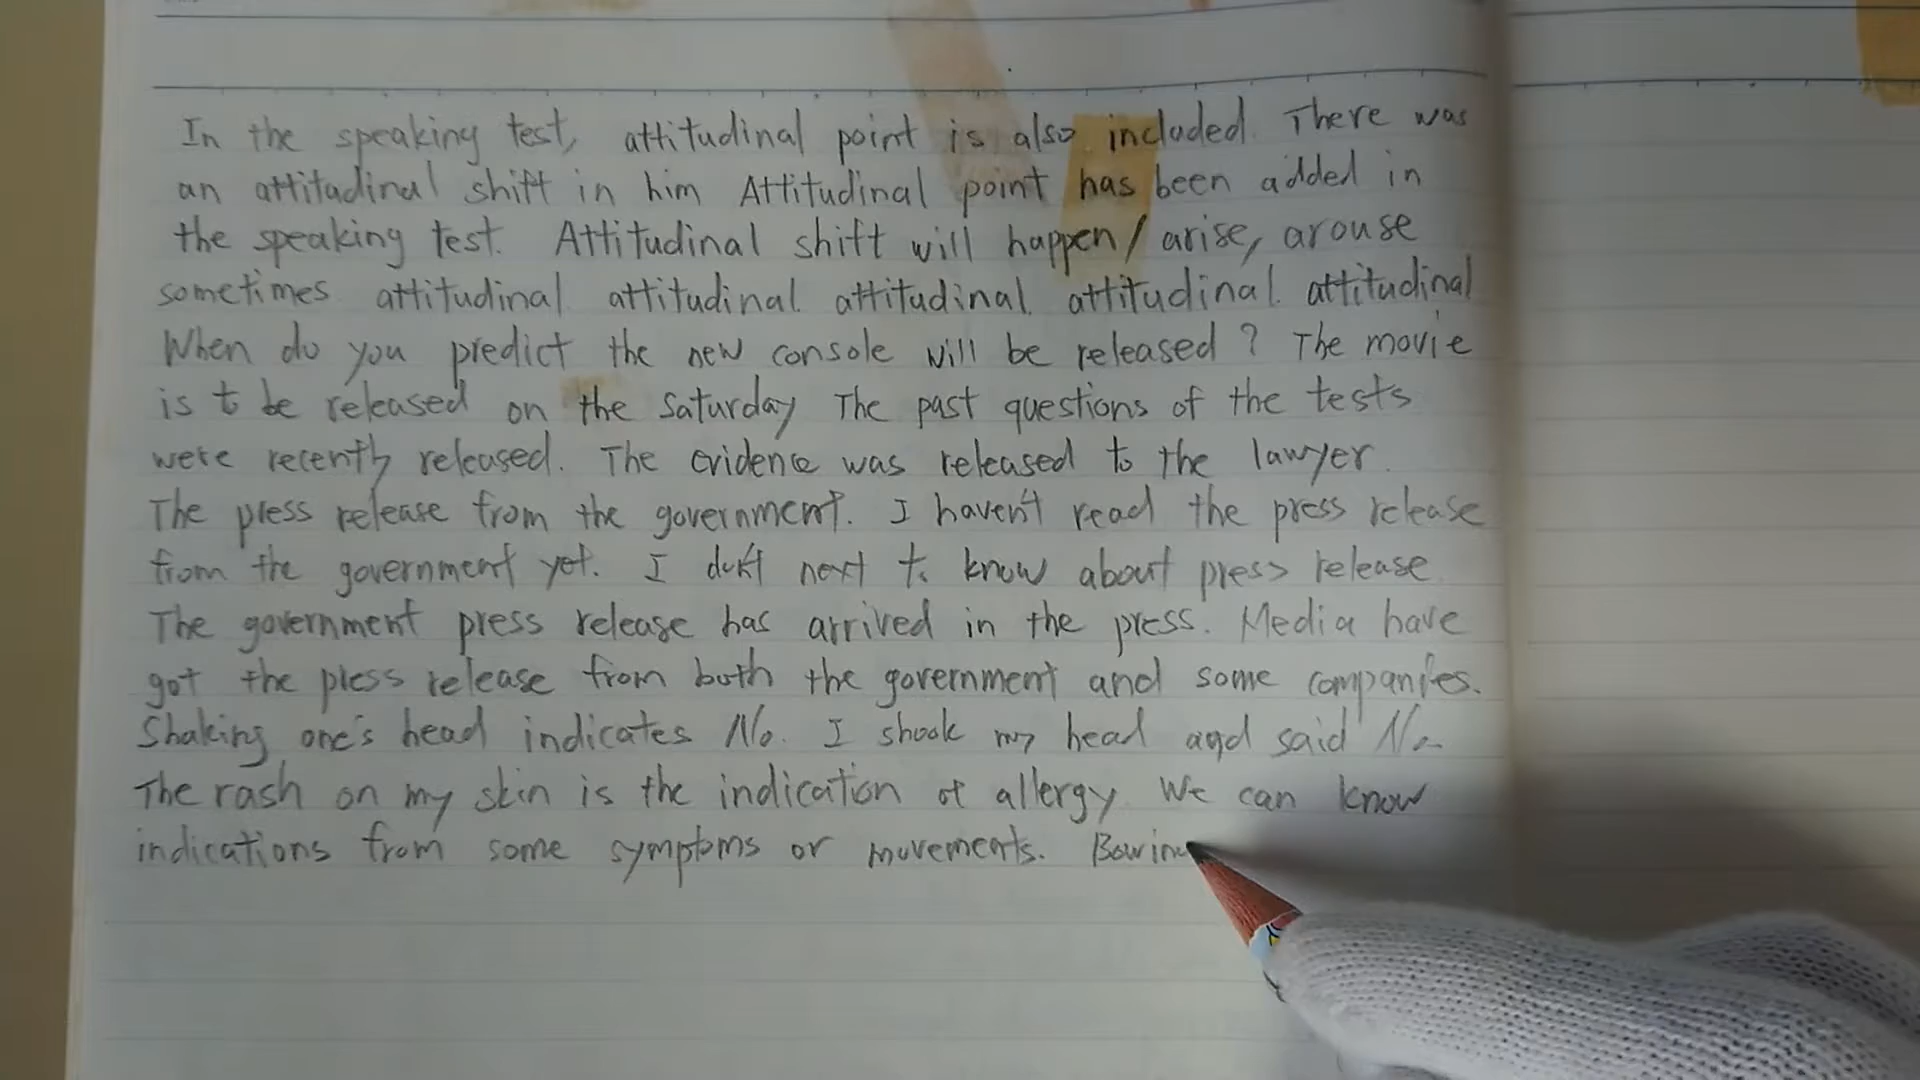 In the speaking test, attitudinal point is also included. There was
an attitudinal shift in him Attitudinal point has been added in
the speaking test. Attitudinal shift will happen / arise, arouse
sometimes attitudinal. attitudinal. attitudinal. attitudinal. attitudinal
When do you predict the new console will be released? The movie
is to be released on the Saturday The past questions of the tests
were recently released. The evidence was released to the lawyer.
The press release from the government. I haven't read the press release
from the government yet. I don't next to know about press release
The government press release has arrived in the press. Media have
got the press release from both the government and some companies.
Shaking one's head indicates No. I shook my head and said No
The rash on my skin is the indication of allergy. We can know
indications from some symptoms or movements. Bowin